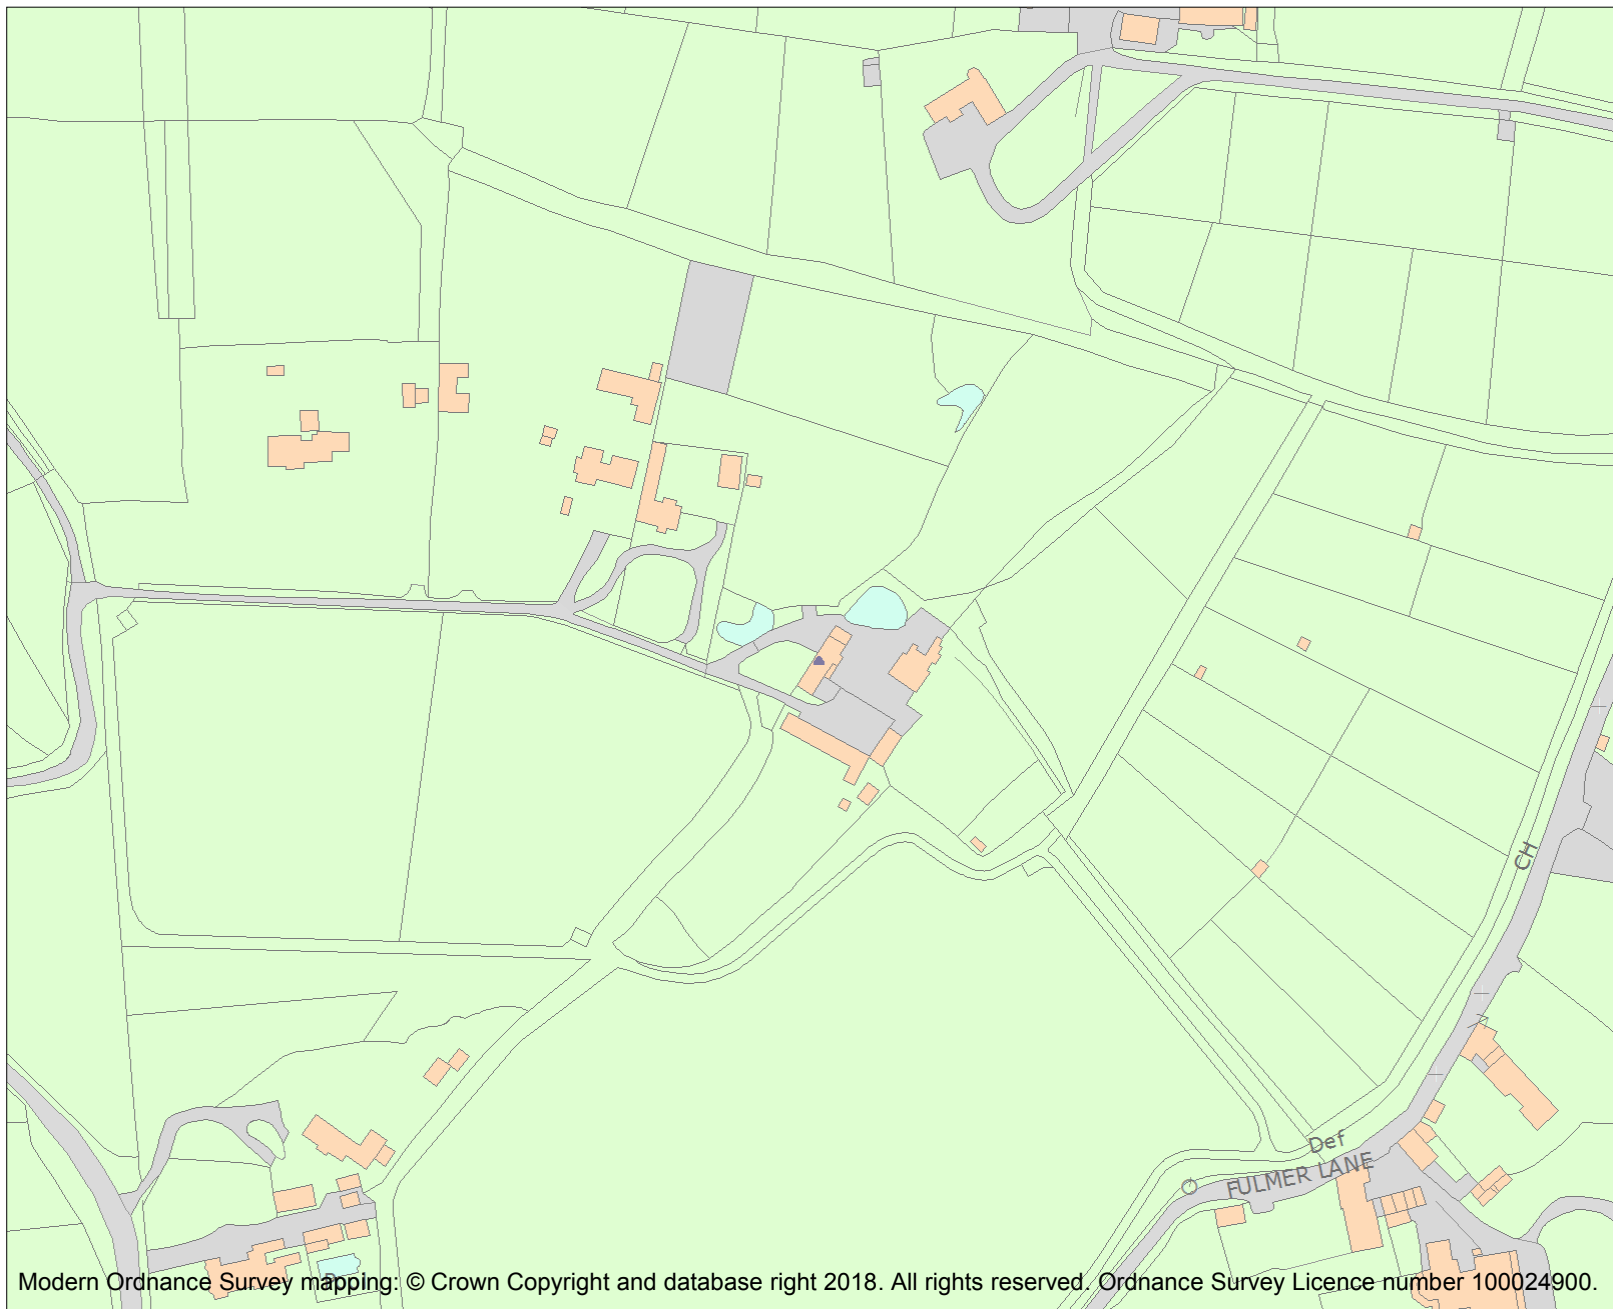 CH
Def
FULMER LANE
Modern Ordnance Survey mapping: © Crown Copyright and database right 2018. All rights reserved. Ordnance Survey Licence number 100024900.